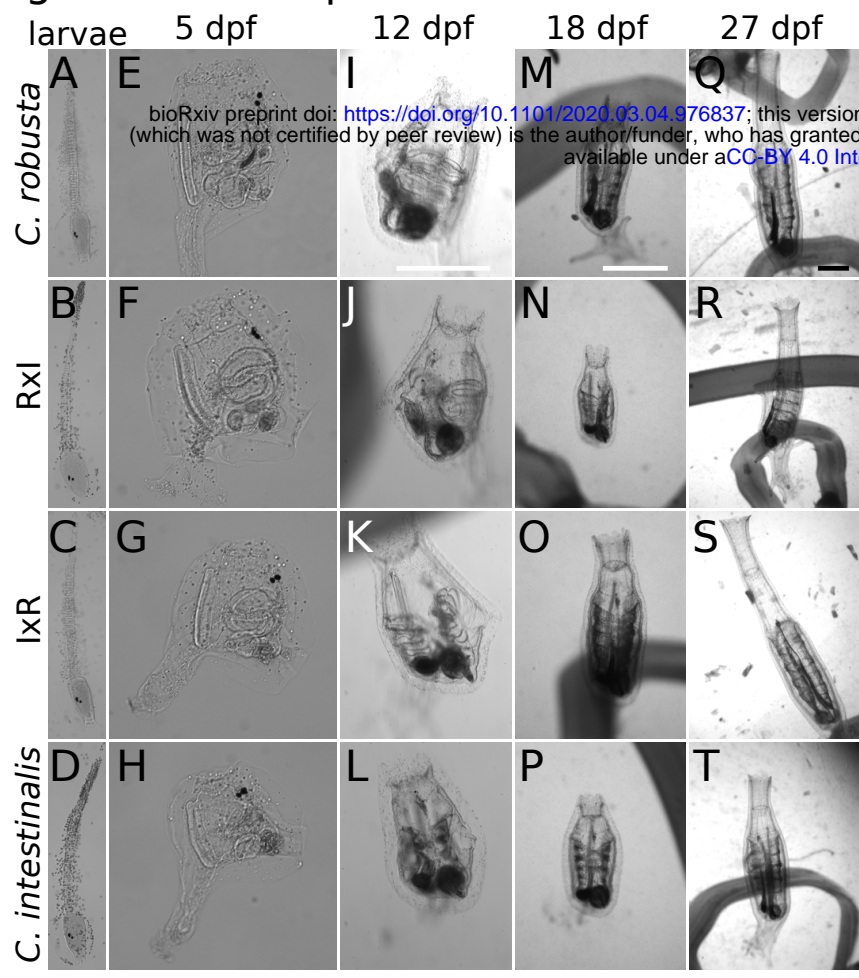 larvae 5 dpf 12 dpf 18 dpf 27 dpf
A E I M Q
C. robusta
bioRxiv preprint doi: https://doi.org/10.1101/2020.03.04.976837; this version
(which was not certified by peer review) is the author/funder, who has granted
available under aCC-BY 4.0 Int
B F J N R
RxI
C G K O S
IxR
D H L P T
C. intestinalis